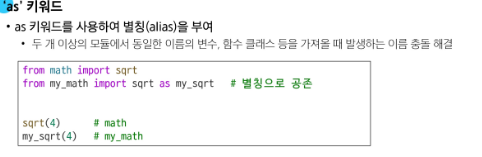 'as' 키워드
• as 키워드를 사용하여 별칭(alias)을 부여
• 두 개 이상의 모듈에서 동일한 이름의 변수, 함수 클래스 등을 가져올 때 발생하는 이름 충돌 해결
from math import sqrt
from my_math import sqrt as my_sqrt # 별칭으로 공존
sqrt(4) # math
my_sqrt(4) # my_math